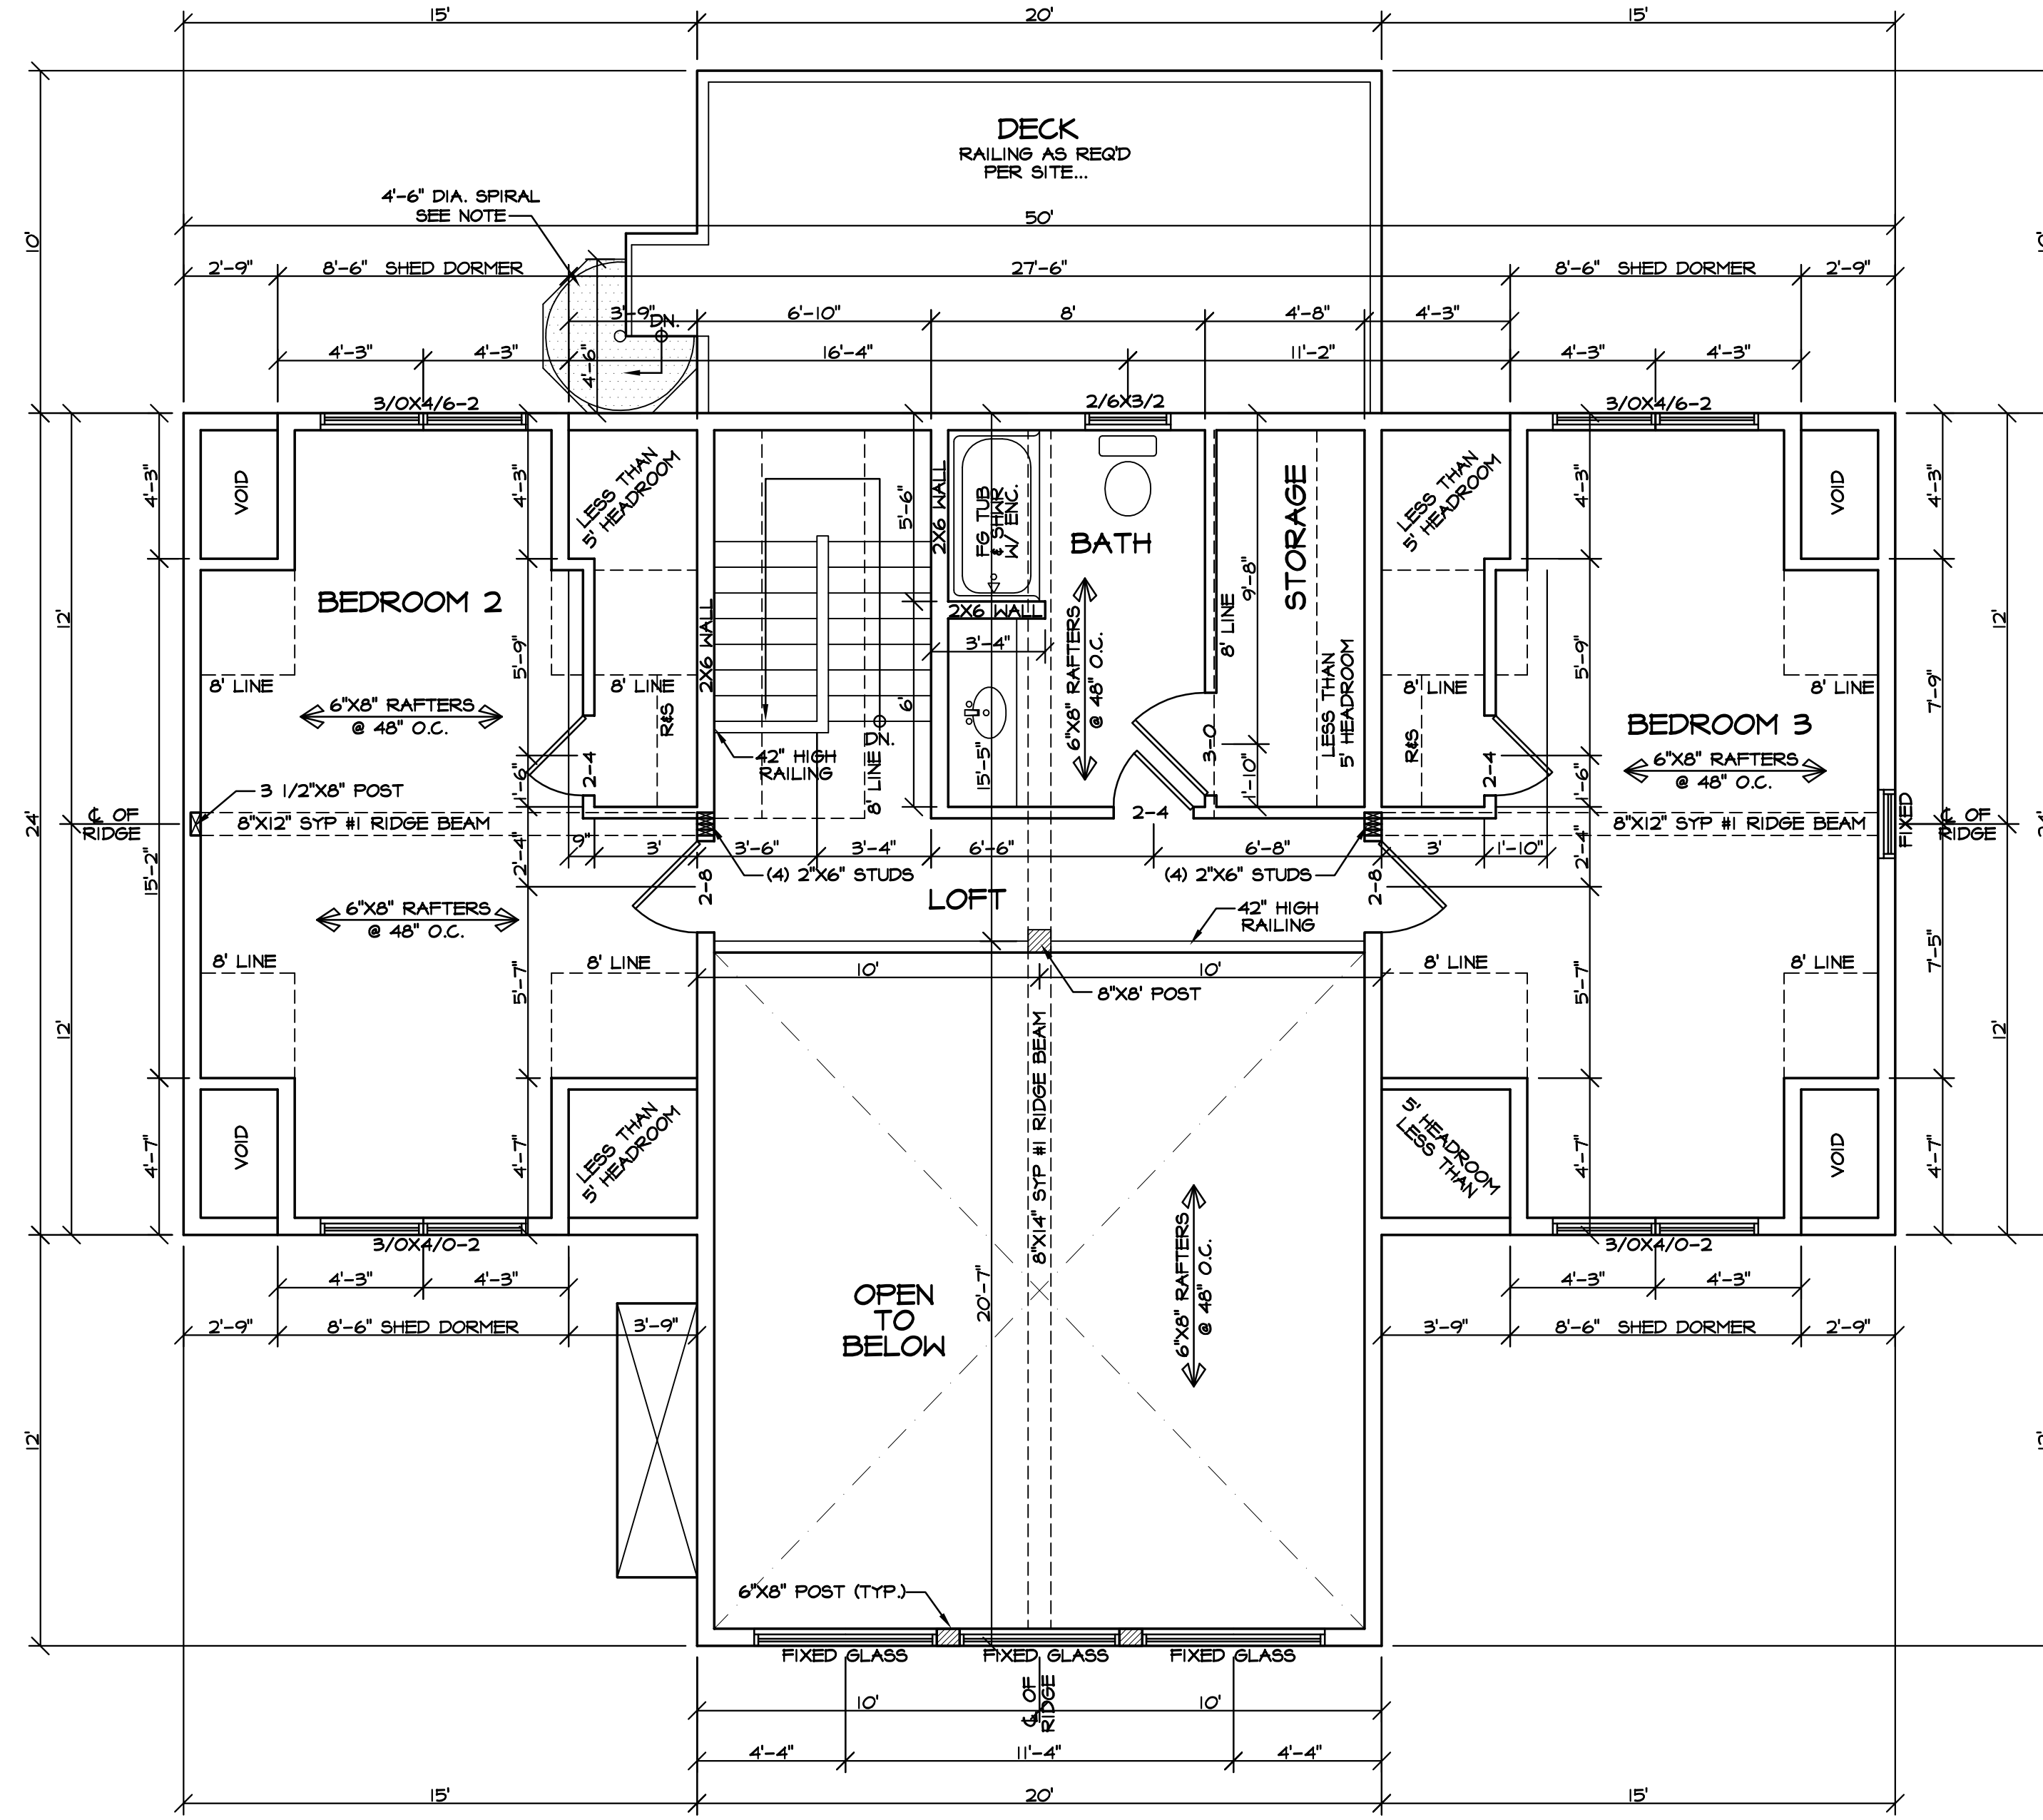 15'
20'
15'
DECK
RAILING AS REQ'D
PER SITE...
4'-6" DIA. SPIRAL
SEE NOTE
50'
10'
2'-9"
8'-6" SHED DORMER
27'-6"
8'-6" SHED DORMER
2'-9"
3'-9"
DN.
6'-10"
8'
4'-8"
4'-3"
4'-3"
4'-3"
4'-6"
16'-4"
11'-2"
4'-3"
4'-3"
3/0X4/6-2
2/6X3/2
3/0X4/6-2
4'-3"
VOID
4'-3"
LESS THAN
5' HEADROOM
5'-6"
2X6 WALL
FG TUB
& SHWR
W/ ENC.
BATH
STORAGE
LESS THAN
5' HEADROOM
4'-3"
VOID
4'-3"
12'
BEDROOM 2
5'-9"
2X6 WALL
2X6 WALL
3'-4"
6'
6"X8" RAFTERS
@ 48" O.C.
8' LINE
9'-8"
LESS THAN
5' HEADROOM
5'-9"
12'
7'-9"
8' LINE
8' LINE
R&S
8' LINE
8' LINE
R&S
6"X8" RAFTERS
@ 48" O.C.
BEDROOM 3
6"X8" RAFTERS
@ 48" O.C.
DN.
42" HIGH
RAILING
8' LINE
15'-5"
3-0
1'-10"
2-4
2-4
2-4
1'-6"
1'-6"
3 1/2"X8" POST
24'
℄ OF
RIDGE
8"X12" SYP #1 RIDGE BEAM
8"X12" SYP #1 RIDGE BEAM
FIXED
℄ OF
RIDGE
15'-2"
2'-4"
9"
3'
3'-6"
3'-4"
6'-6"
6'-8"
3'
1'-10"
2'-4"
2-8
(4) 2"X6" STUDS
(4) 2"X6" STUDS
2-8
LOFT
42" HIGH
RAILING
6"X8" RAFTERS
@ 48" O.C.
8' LINE
8' LINE
8' LINE
8' LINE
10'
10'
8"X8' POST
12'
5'-7"
5'-7"
7'-5"
12'
8"X14" SYP #1 RIDGE BEAM
4'-7"
VOID
4'-7"
LESS THAN
5' HEADROOM
5' HEADROOM
LESS THAN
4'-7"
VOID
4'-7"
3/0X4/0-2
3/0X4/0-2
4'-3"
4'-3"
4'-3"
4'-3"
2'-9"
8'-6" SHED DORMER
3'-9"
3'-9"
8'-6" SHED DORMER
2'-9"
OPEN
TO
BELOW
20'-7"
6"X8" RAFTERS
@ 48" O.C.
12'
6"X8" POST (TYP.)
FIXED GLASS
FIXED GLASS
FIXED GLASS
℄ OF
RIDGE
10'
10'
4'-4"
11'-4"
4'-4"
15'
20'
15'